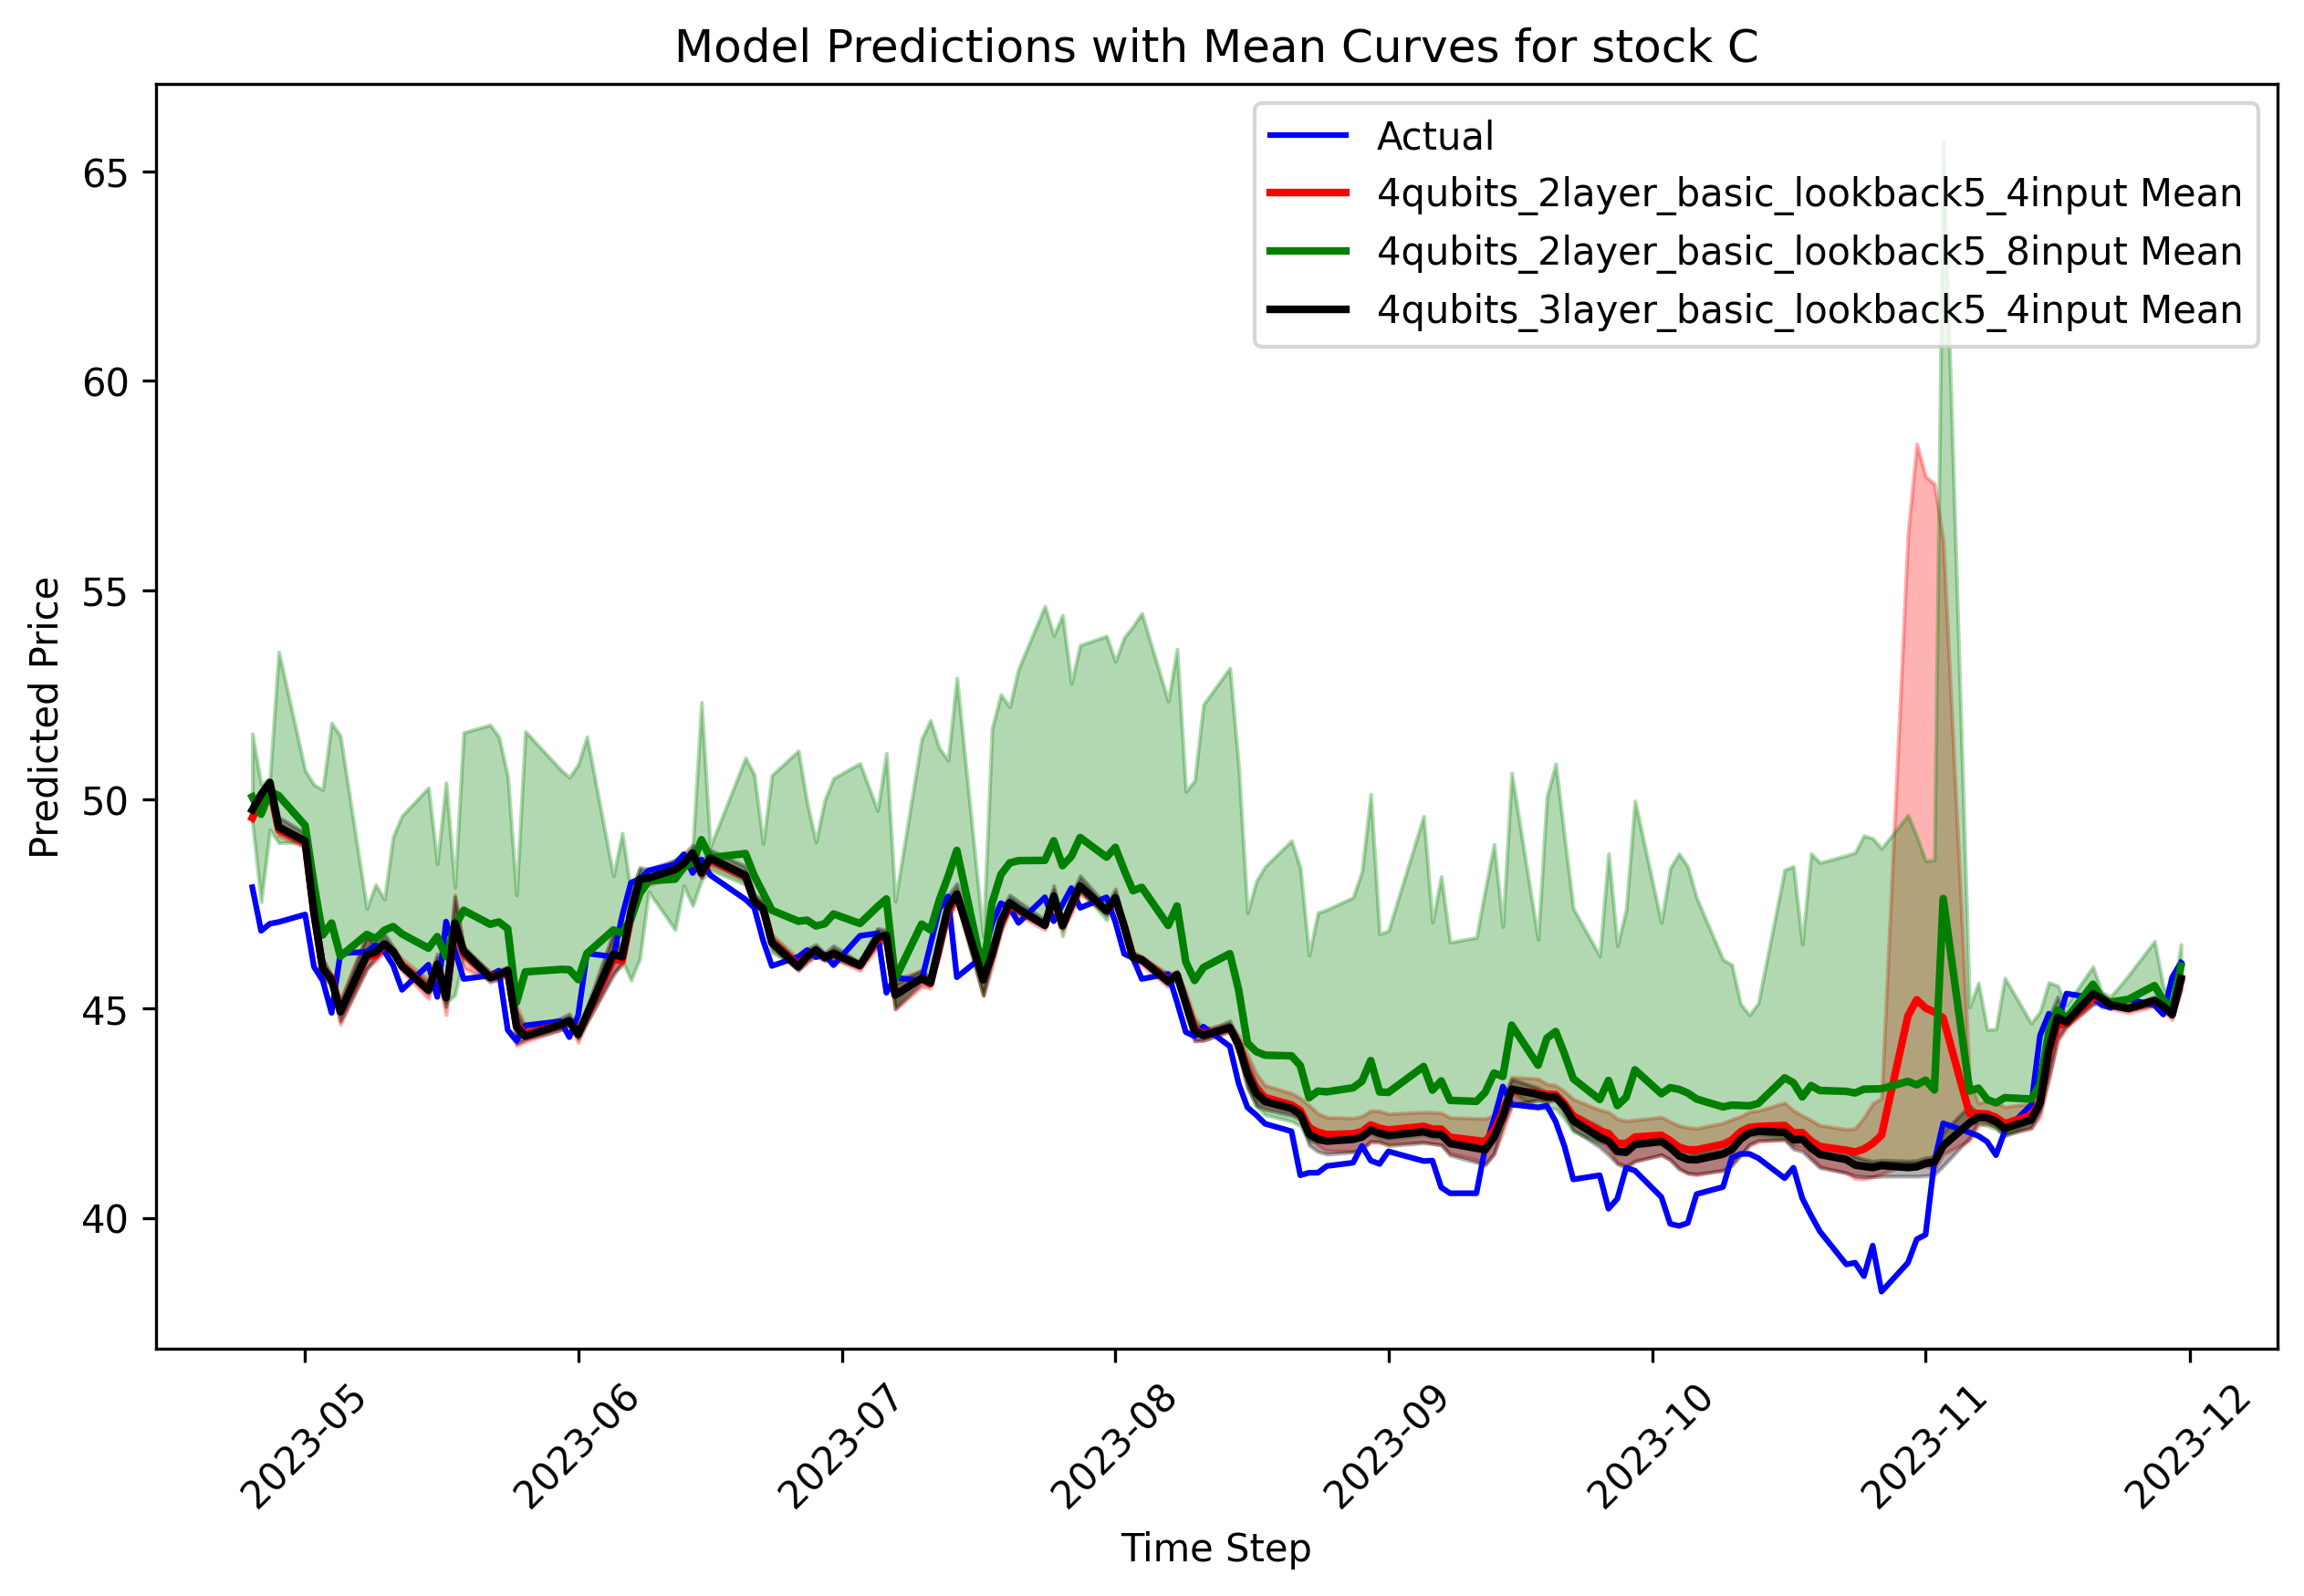 Model Predictions with Mean Curves for stock C
Actual
4qubits_2layer_basic_lookback5_4input Mean
4qubits_2layer_basic_lookback5_8input Mean
4qubits_3layer_basic_lookback5_4input Mean
Predicted Price
65
60
55
50
45
40
2023-05
2023-06
2023-07
2023-08
2023-09
2023-10
2023-11
2023-12
Time Step